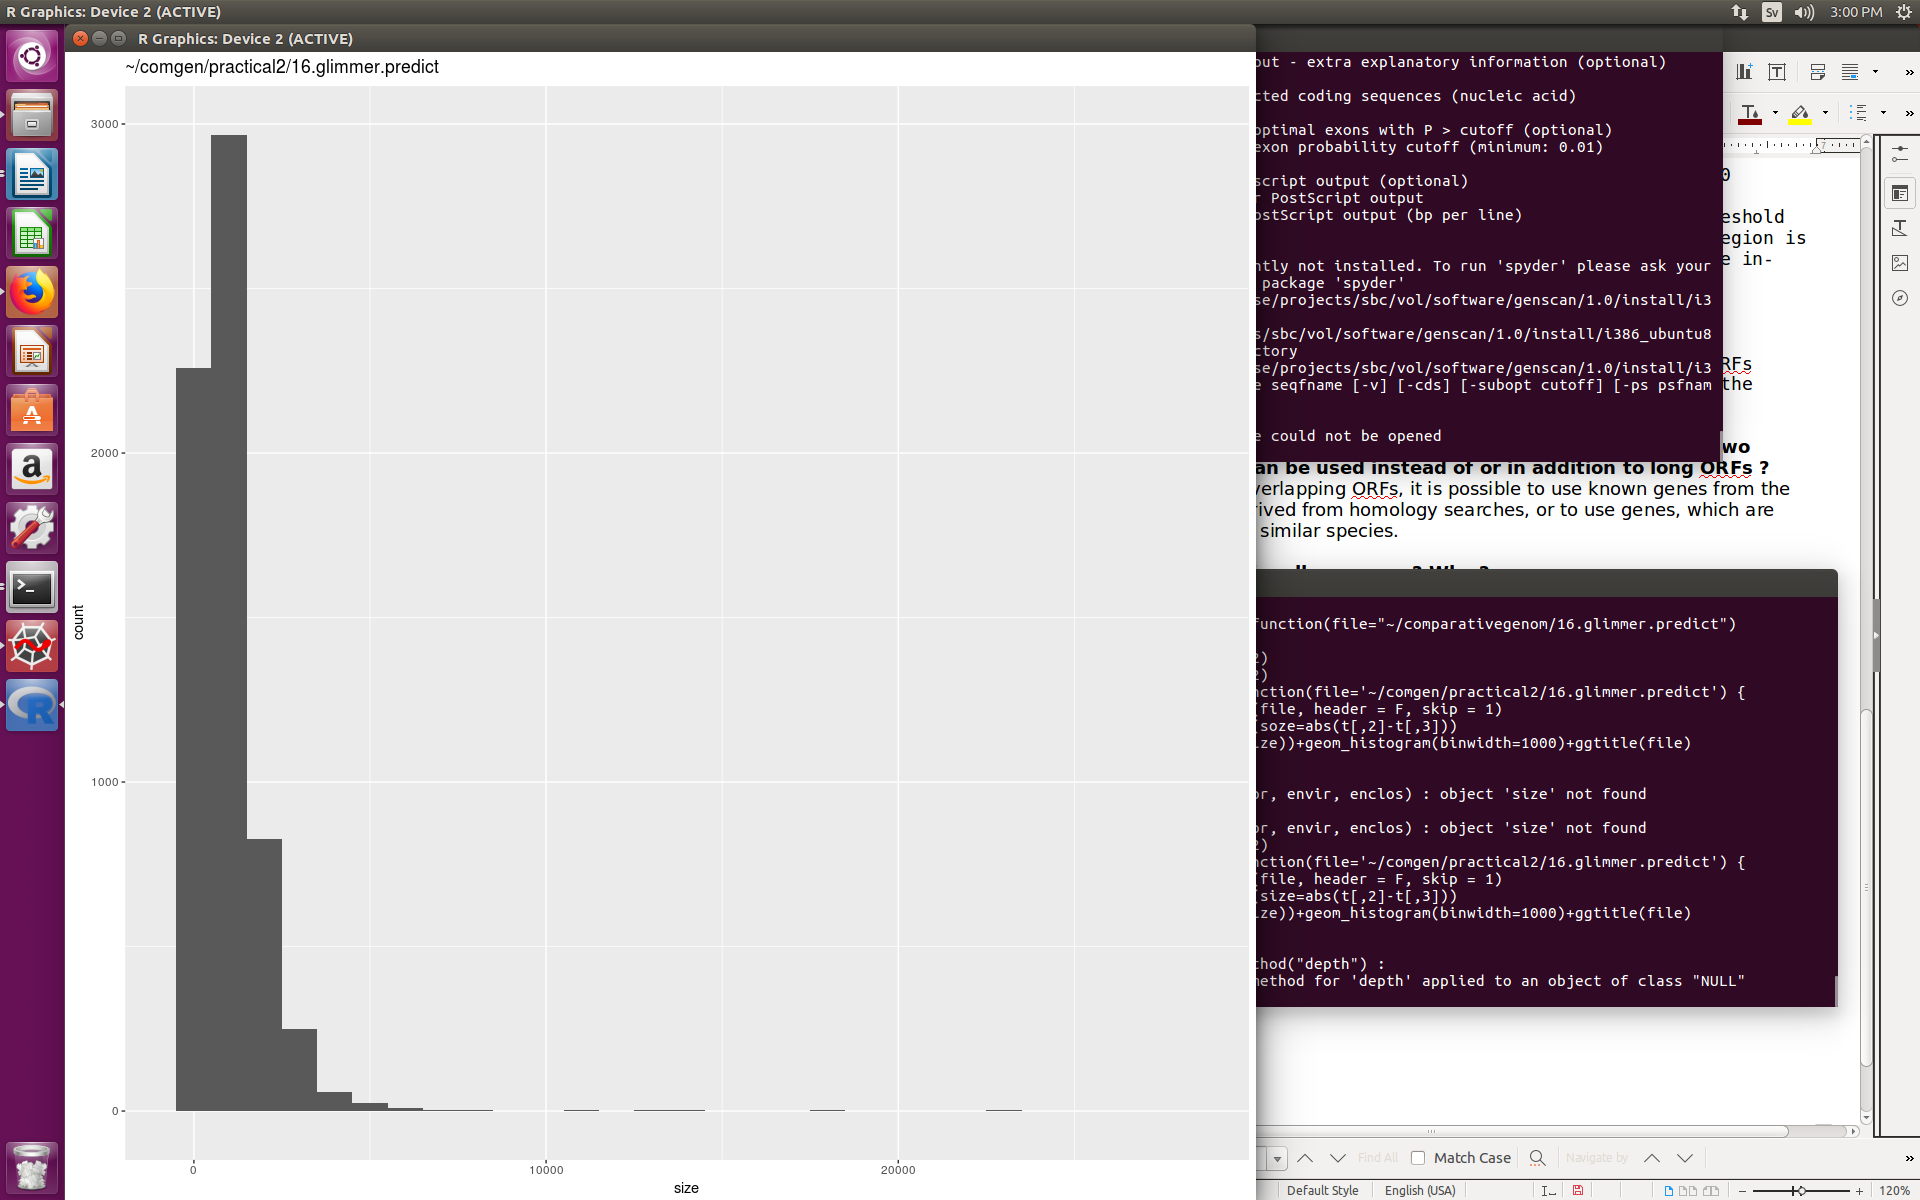 R Graphics: Device 2 (ACTIVE)
Sv
3:00 PM
R Graphics: Device 2 (ACTIVE)
~/comgen/practical2/16.glimmer.predict
3000
2000
1000
0
count
0
10000
20000
size
out - extra explanatory information (optional)
cted coding sequences (nucleic acid)
optimal exons with P > cutoff (optional)
exon probability cutoff (minimum: 0.01)
script output (optional)
r PostScript output
ostScript output (bp per line)
ntly not installed. To run 'spyder' please ask your
package 'spyder'
se/projects/sbc/vol/software/genscan/1.0/install/i3
s/sbc/vol/software/genscan/1.0/install/i386_ubuntu8
ctory
se/projects/sbc/vol/software/genscan/1.0/install/i3
e seqfname [-v] [-cds] [-subopt cutoff] [-ps psfnam
e could not be opened
7
0
eshold
egion is
e in-
RFs
the
wo
an be used instead of or in addition to long ORFs ?
verlapping ORFs, it is possible to use known genes from the
rived from homology searches, or to use genes, which are
similar species.
? Why?
function(file="~/comparativegenom/16.glimmer.predict")
2)
2)
nction(file='~/comgen/practical2/16.glimmer.predict') {
(file, header = F, skip = 1)
(soze=abs(t[,2]-t[,3]))
ize))+geom_histogram(binwidth=1000)+ggtitle(file)
or, envir, enclos) : object 'size' not found
or, envir, enclos) : object 'size' not found
2)
nction(file='~/comgen/practical2/16.glimmer.predict') {
(file, header = F, skip = 1)
(size=abs(t[,2]-t[,3]))
ize))+geom_histogram(binwidth=1000)+ggtitle(file)
thod("depth") :
method for 'depth' applied to an object of class "NULL"
Find All
Match Case
Navigate by
Default Style
English (USA)
120%